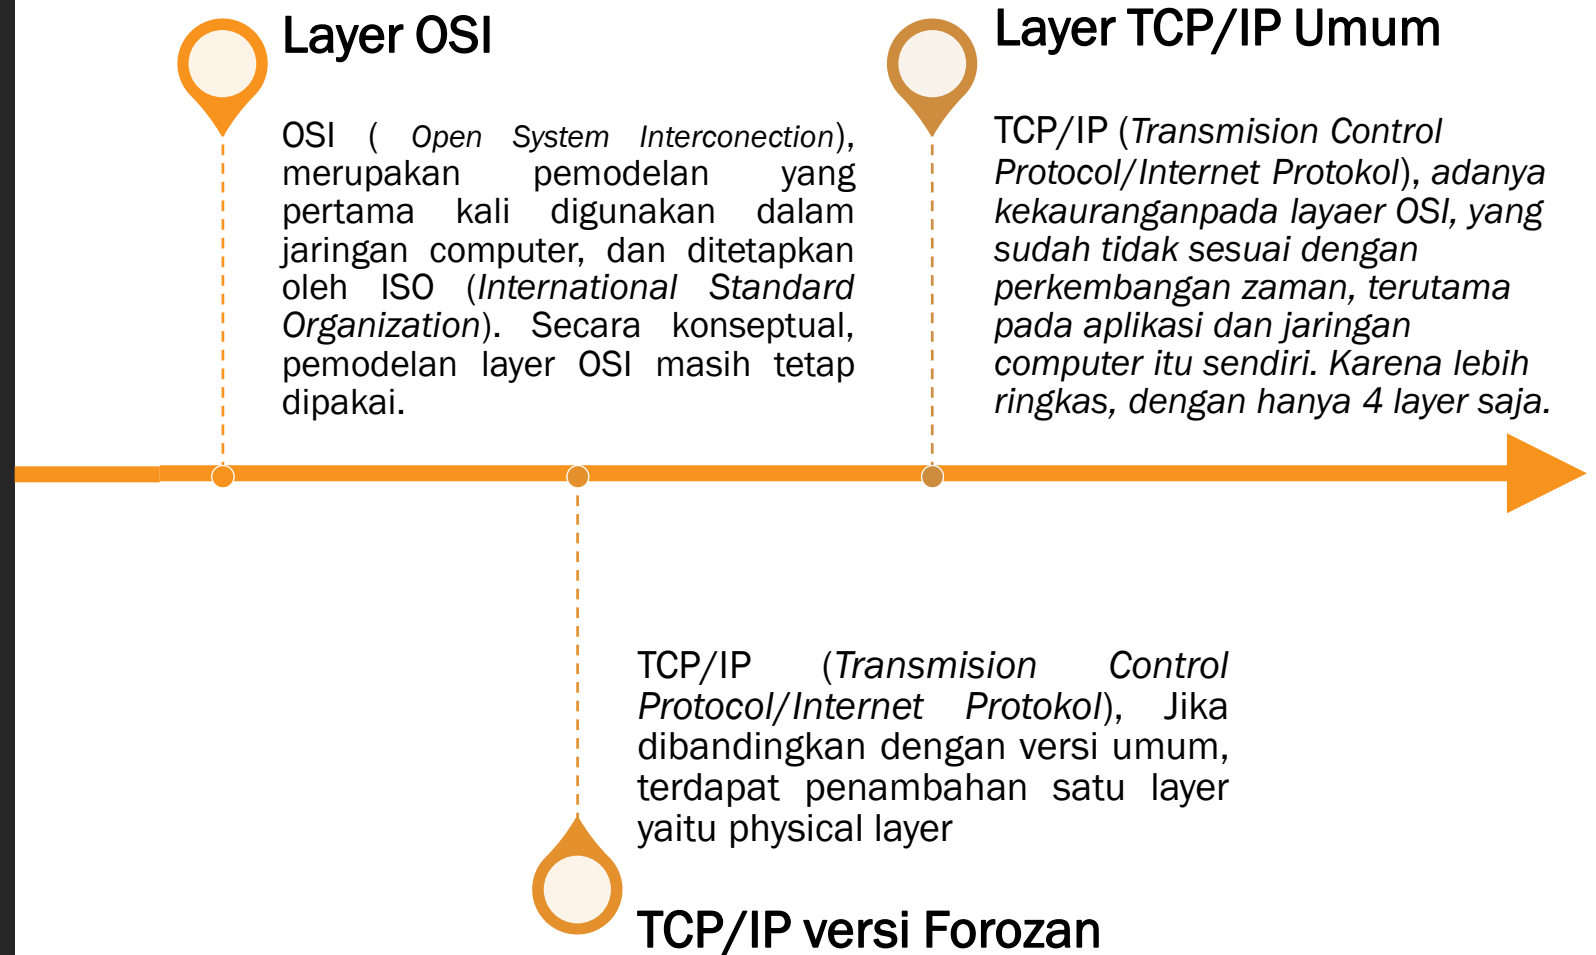 Layer OSI
OSI ( Open System Interconection),
merupakan pemodelan yang
pertama kali digunakan dalam
jaringan computer, dan ditetapkan
oleh ISO (International Standard
Organization). Secara konseptual,
pemodelan layer OSI masih tetap
dipakai.
Layer TCP/IP Umum
TCP/IP (Transmision Control
Protocol/Internet Protokol), adanya
kekauranganpada layaer OSI, yang
sudah tidak sesuai dengan
perkembangan zaman, terutama
pada aplikasi dan jaringan
computer itu sendiri. Karena lebih
ringkas, dengan hanya 4 layer saja.
TCP/IP (Transmision Control
Protocol/Internet Protokol), Jika
dibandingkan dengan versi umum,
terdapat penambahan satu layer
yaitu physical layer
TCP/IP versi Forozan